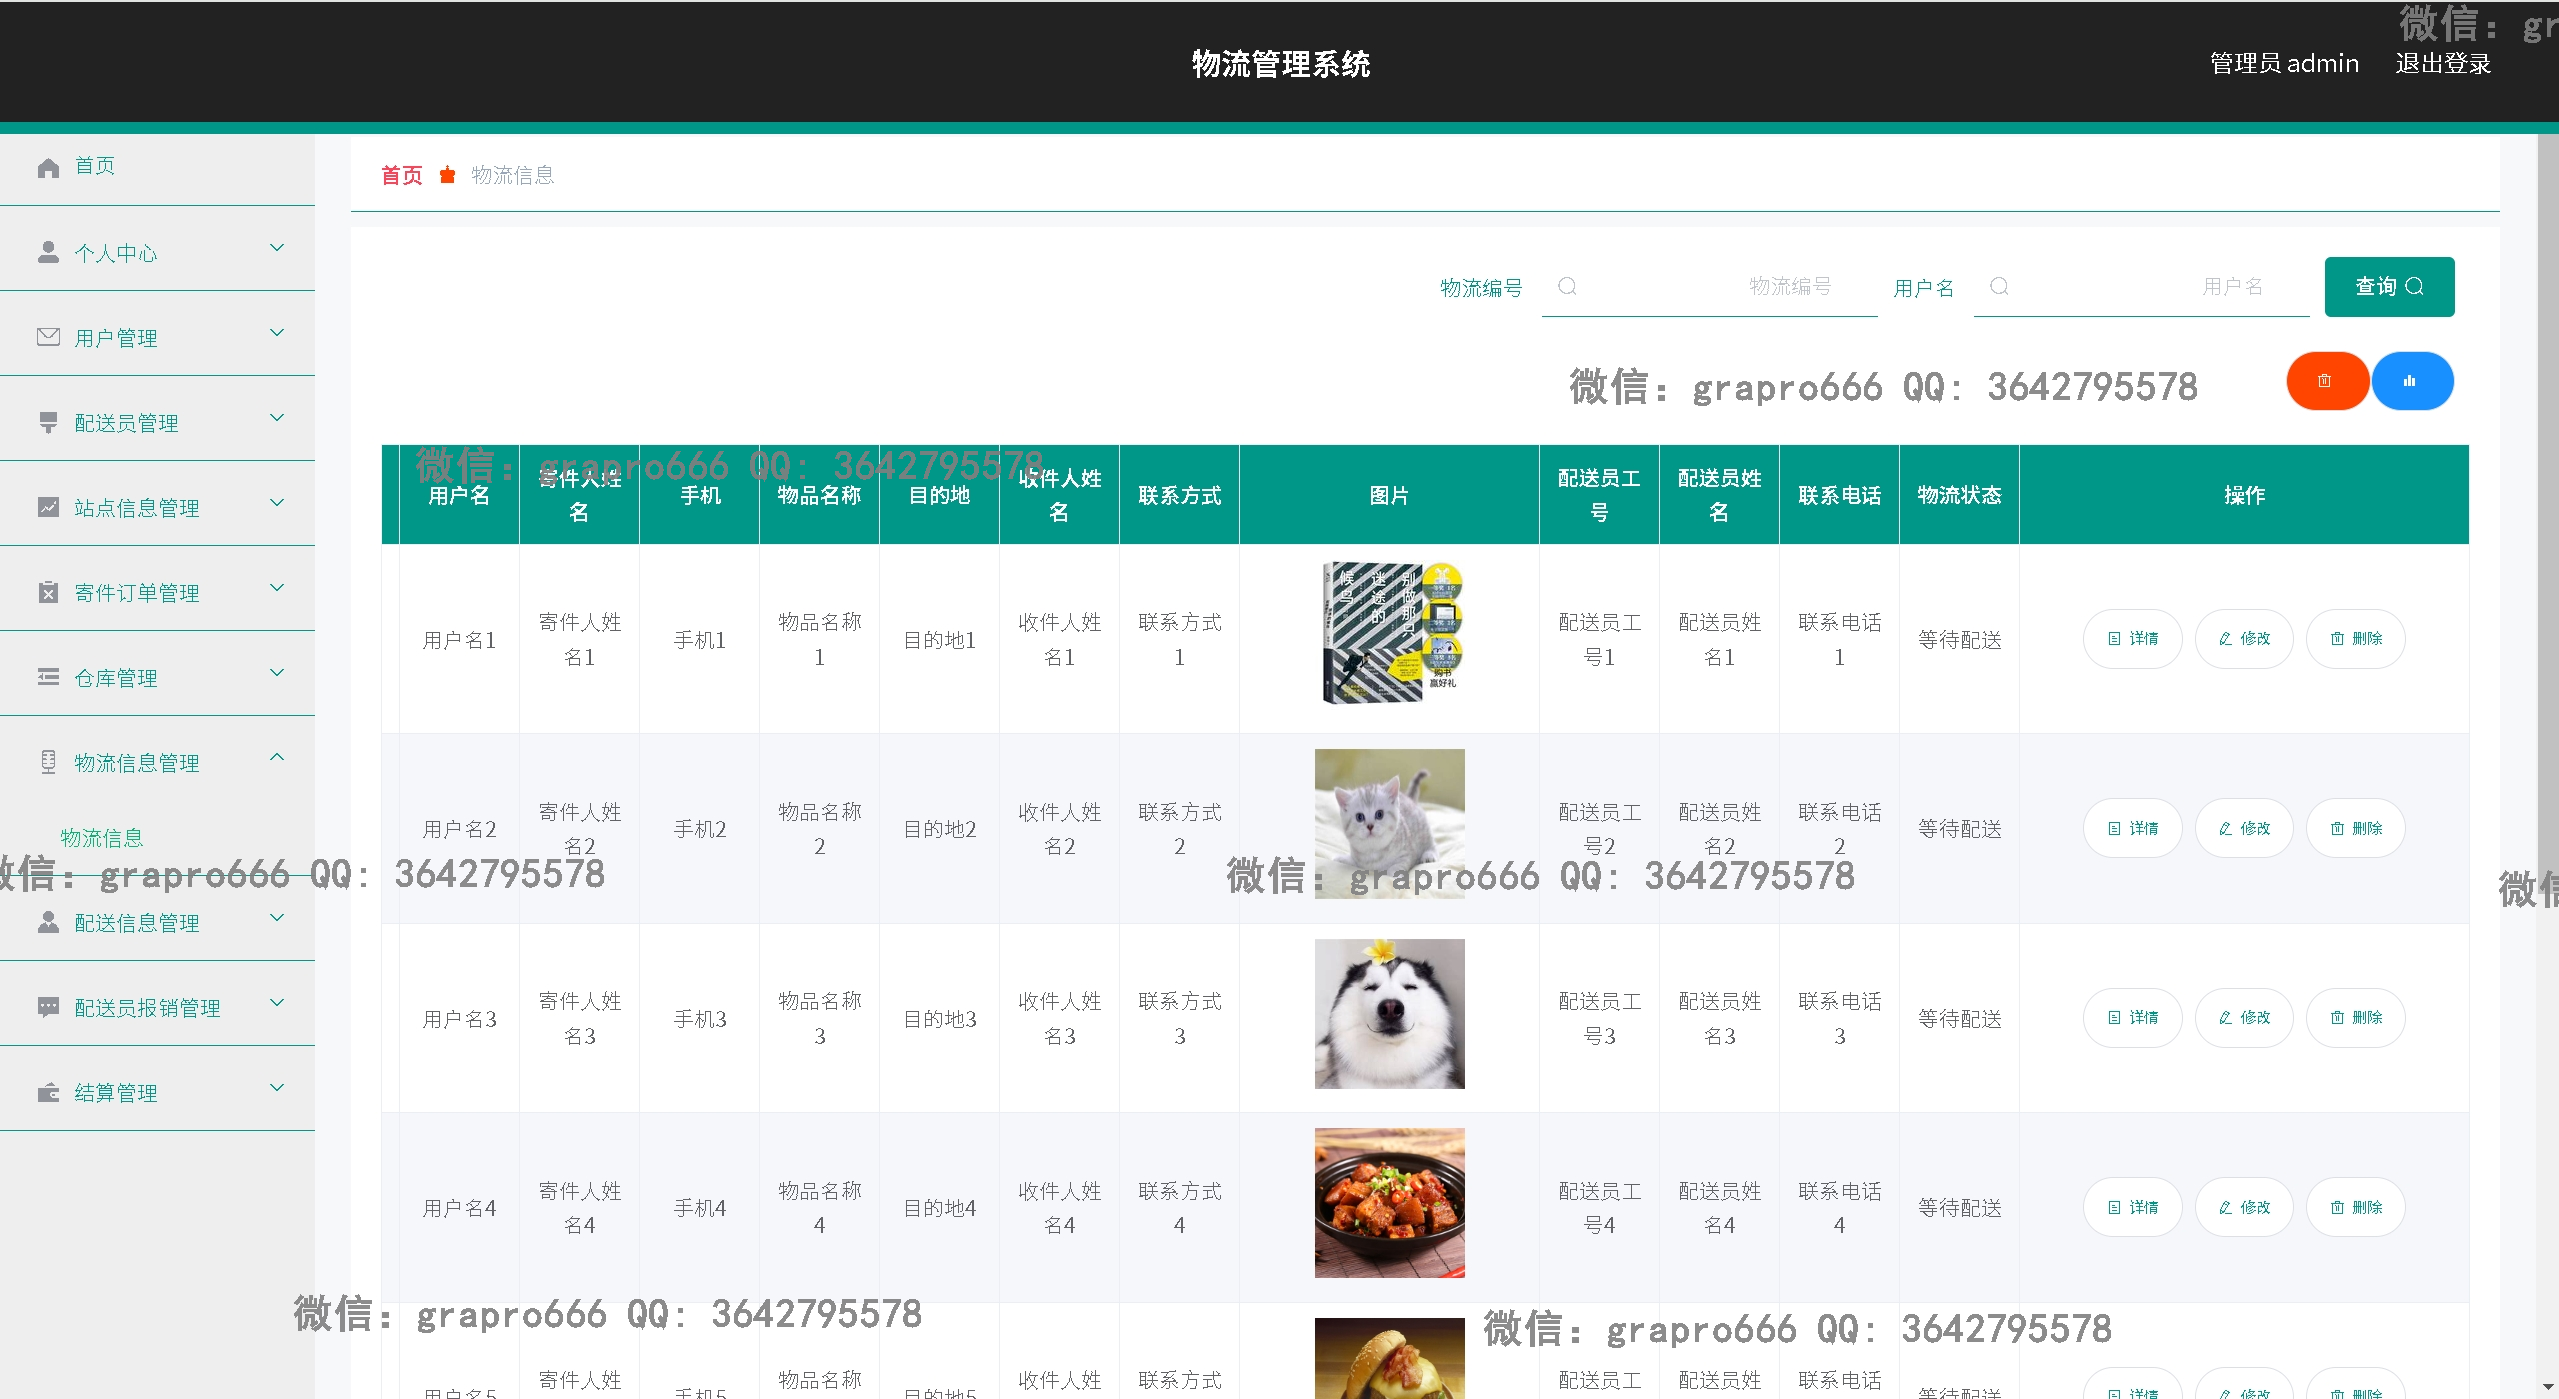 微信: gr
物流管理系统
管理员 admin 退出登录
首页
个人中心
用户管理
配送员管理
站点信息管理
寄件订单管理
仓库管理
物流信息管理
物流信息
配送信息管理
配送员报销管理
结算管理
首页 物流信息
物流编号 物流编号 用户名 用户名 查询
微信: grapro666 QQ: 3642795578
微信: grapro666 QQ: 3642795578
用户名 寄件人姓名 手机 物品名称 目的地 收件人姓名 联系方式 图片 配送员工号 配送员姓名 联系电话 物流状态 操作
用户名1 寄件人姓名1 手机1 物品名称1 目的地1 收件人姓名1 联系方式1 配送员工号1 配送员姓名1 联系电话1 等待配送 详情 修改 删除
别做那只
迷途的
候鸟
购书
赢好礼
用户名2 寄件人姓名2 手机2 物品名称2 目的地2 收件人姓名2 联系方式2 配送员工号2 配送员姓名2 联系电话2 等待配送 详情 修改 删除
微信: grapro666 QQ: 3642795578
微信: grapro666 QQ: 3642795578
微信
用户名3 寄件人姓名3 手机3 物品名称3 目的地3 收件人姓名3 联系方式3 配送员工号3 配送员姓名3 联系电话3 等待配送 详情 修改 删除
用户名4 寄件人姓名4 手机4 物品名称4 目的地4 收件人姓名4 联系方式4 配送员工号4 配送员姓名4 联系电话4 等待配送 详情 修改 删除
微信: grapro666 QQ: 3642795578
微信: grapro666 QQ: 3642795578
用户名5 寄件人姓 手机5 物品名称 目的地5 收件人姓 联系方式 配送员工 配送员姓 联系电话 等待配送 详情 修改 删除